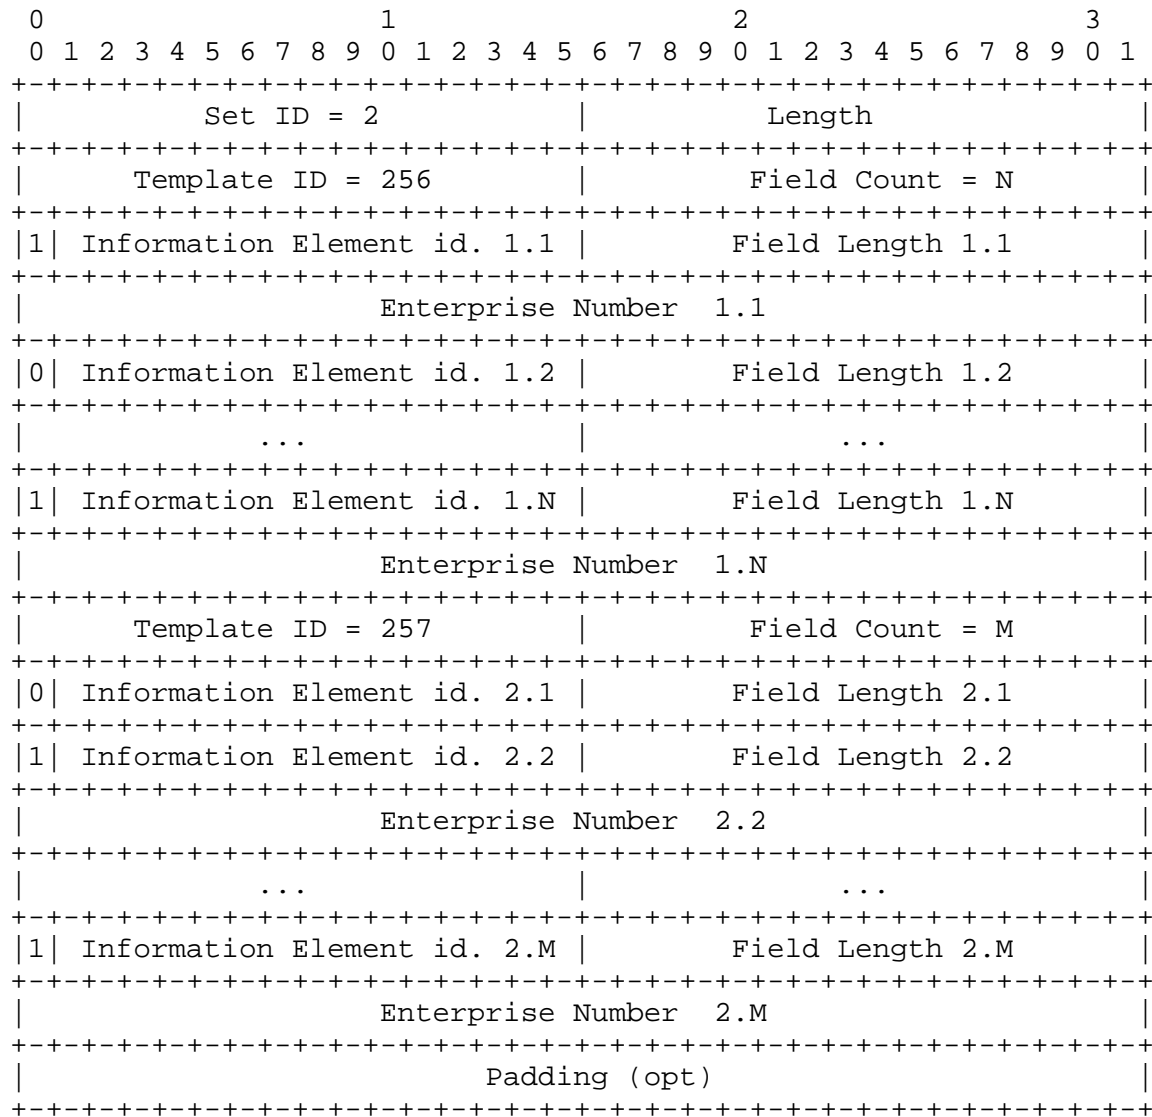 0                   1                   2                   3
 0 1 2 3 4 5 6 7 8 9 0 1 2 3 4 5 6 7 8 9 0 1 2 3 4 5 6 7 8 9 0 1
+-+-+-+-+-+-+-+-+-+-+-+-+-+-+-+-+-+-+-+-+-+-+-+-+-+-+-+-+-+-+-+-+
|          Set ID = 2           |          Length               |
+-+-+-+-+-+-+-+-+-+-+-+-+-+-+-+-+-+-+-+-+-+-+-+-+-+-+-+-+-+-+-+-+
|      Template ID = 256        |         Field Count = N       |
+-+-+-+-+-+-+-+-+-+-+-+-+-+-+-+-+-+-+-+-+-+-+-+-+-+-+-+-+-+-+-+-+
|1| Information Element id. 1.1 |        Field Length 1.1       |
+-+-+-+-+-+-+-+-+-+-+-+-+-+-+-+-+-+-+-+-+-+-+-+-+-+-+-+-+-+-+-+-+
|                    Enterprise Number  1.1                     |
+-+-+-+-+-+-+-+-+-+-+-+-+-+-+-+-+-+-+-+-+-+-+-+-+-+-+-+-+-+-+-+-+
|0| Information Element id. 1.2 |        Field Length 1.2       |
+-+-+-+-+-+-+-+-+-+-+-+-+-+-+-+-+-+-+-+-+-+-+-+-+-+-+-+-+-+-+-+-+
|             ...               |              ...              |
+-+-+-+-+-+-+-+-+-+-+-+-+-+-+-+-+-+-+-+-+-+-+-+-+-+-+-+-+-+-+-+-+
|1| Information Element id. 1.N |        Field Length 1.N       |
+-+-+-+-+-+-+-+-+-+-+-+-+-+-+-+-+-+-+-+-+-+-+-+-+-+-+-+-+-+-+-+-+
|                    Enterprise Number  1.N                     |
+-+-+-+-+-+-+-+-+-+-+-+-+-+-+-+-+-+-+-+-+-+-+-+-+-+-+-+-+-+-+-+-+
|      Template ID = 257        |         Field Count = M       |
+-+-+-+-+-+-+-+-+-+-+-+-+-+-+-+-+-+-+-+-+-+-+-+-+-+-+-+-+-+-+-+-+
|0| Information Element id. 2.1 |        Field Length 2.1       |
+-+-+-+-+-+-+-+-+-+-+-+-+-+-+-+-+-+-+-+-+-+-+-+-+-+-+-+-+-+-+-+-+
|1| Information Element id. 2.2 |        Field Length 2.2       |
+-+-+-+-+-+-+-+-+-+-+-+-+-+-+-+-+-+-+-+-+-+-+-+-+-+-+-+-+-+-+-+-+
|                    Enterprise Number  2.2                     |
+-+-+-+-+-+-+-+-+-+-+-+-+-+-+-+-+-+-+-+-+-+-+-+-+-+-+-+-+-+-+-+-+
|             ...               |              ...              |
+-+-+-+-+-+-+-+-+-+-+-+-+-+-+-+-+-+-+-+-+-+-+-+-+-+-+-+-+-+-+-+-+
|1| Information Element id. 2.M |        Field Length 2.M       |
+-+-+-+-+-+-+-+-+-+-+-+-+-+-+-+-+-+-+-+-+-+-+-+-+-+-+-+-+-+-+-+-+
|                    Enterprise Number  2.M                     |
+-+-+-+-+-+-+-+-+-+-+-+-+-+-+-+-+-+-+-+-+-+-+-+-+-+-+-+-+-+-+-+-+
|                          Padding (opt)                        |
+-+-+-+-+-+-+-+-+-+-+-+-+-+-+-+-+-+-+-+-+-+-+-+-+-+-+-+-+-+-+-+-+